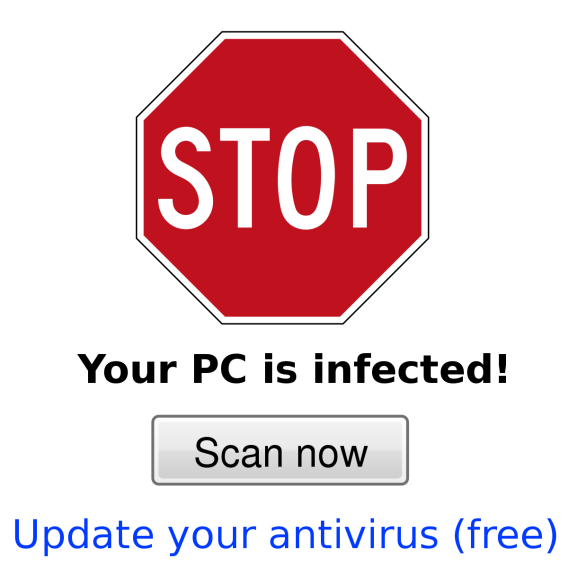 STOP
Your PC is infected!
Scan now
Update your antivirus (free)